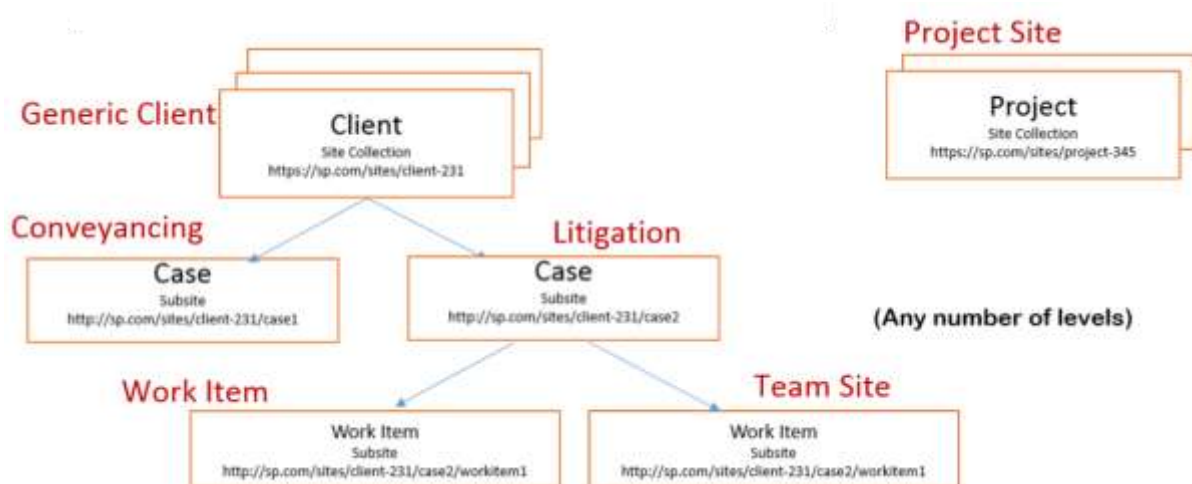 Project Site
Generic Client
Client
Site Collection
https://sp.com/sites/client-231
Project
Site Collection
https://sp.com/sites/project-345
Conveyancing
Litigation
Case
Subsite
http://sp.com/sites/client-231/case1
Case
Subsite
http://sp.com/sites/client-231/case2
(Any number of levels)
Work Item
Team Site
Work Item
Subsite
http://sp.com/sites/client-231/case2/workitem1
Work Item
Subsite
http://sp.com/sites/client-231/case2/workitem1